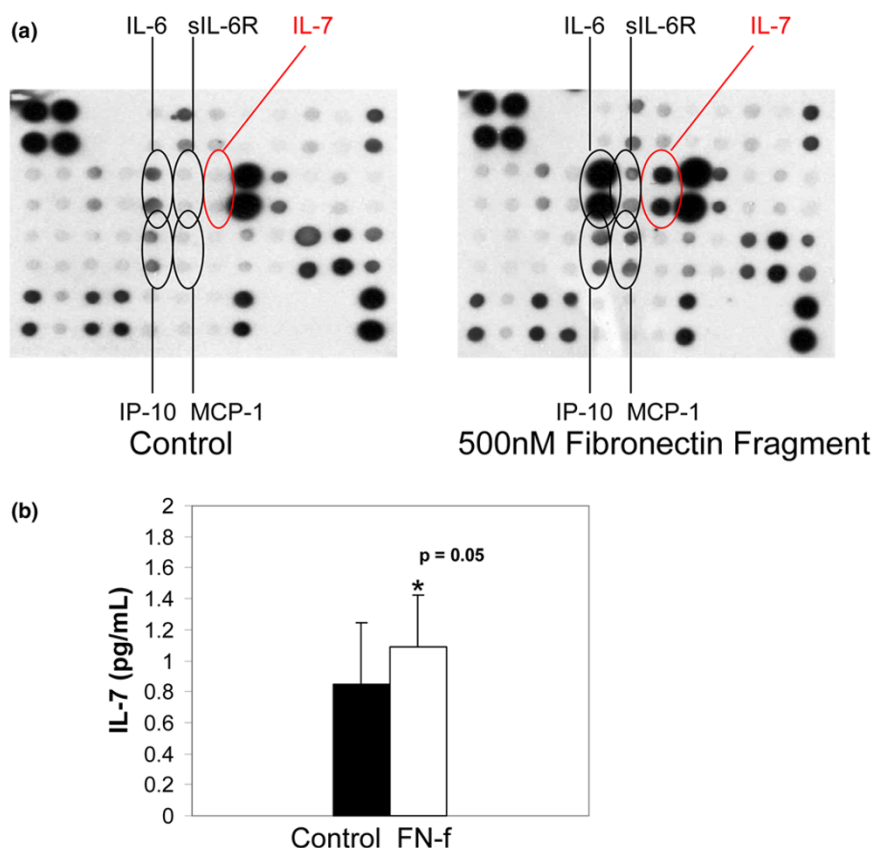 (a)
IL-6 sIL-6R IL-7
IL-6 sIL-6R IL-7
IP-10 MCP-1
IP-10 MCP-1
Control
500nM Fibronectin Fragment
(b)
2
1.8
1.6
1.4
1.2
1
0.8
0.6
0.4
0.2
0
IL-7 (pg/mL)
p = 0.05
*
Control FN-f